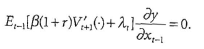 E_{t-1}[β(1 + r)V'_{t+1}(·) + λ_t] ∂y/∂x_{t-1} = 0.